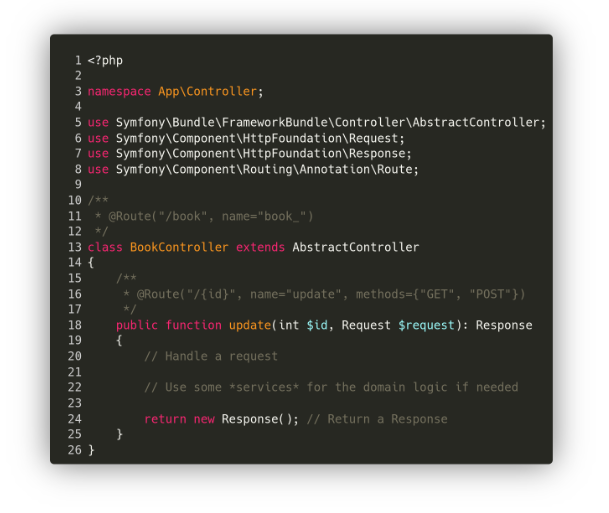 1 <?php
2
3 namespace App\Controller;
4
5 use Symfony\Bundle\FrameworkBundle\Controller\AbstractController;
6 use Symfony\Component\HttpFoundation\Request;
7 use Symfony\Component\HttpFoundation\Response;
8 use Symfony\Component\Routing\Annotation\Route;
9
10 /**
11  * @Route("/book", name="book_")
12  */
13 class BookController extends AbstractController
14 {
15     /**
16      * @Route("/{id}", name="update", methods={"GET", "POST"})
17      */
18     public function update(int $id, Request $request): Response
19     {
20         // Handle a request
21
22         // Use some *services* for the domain logic if needed
23
24         return new Response(); // Return a Response
25     }
26 }